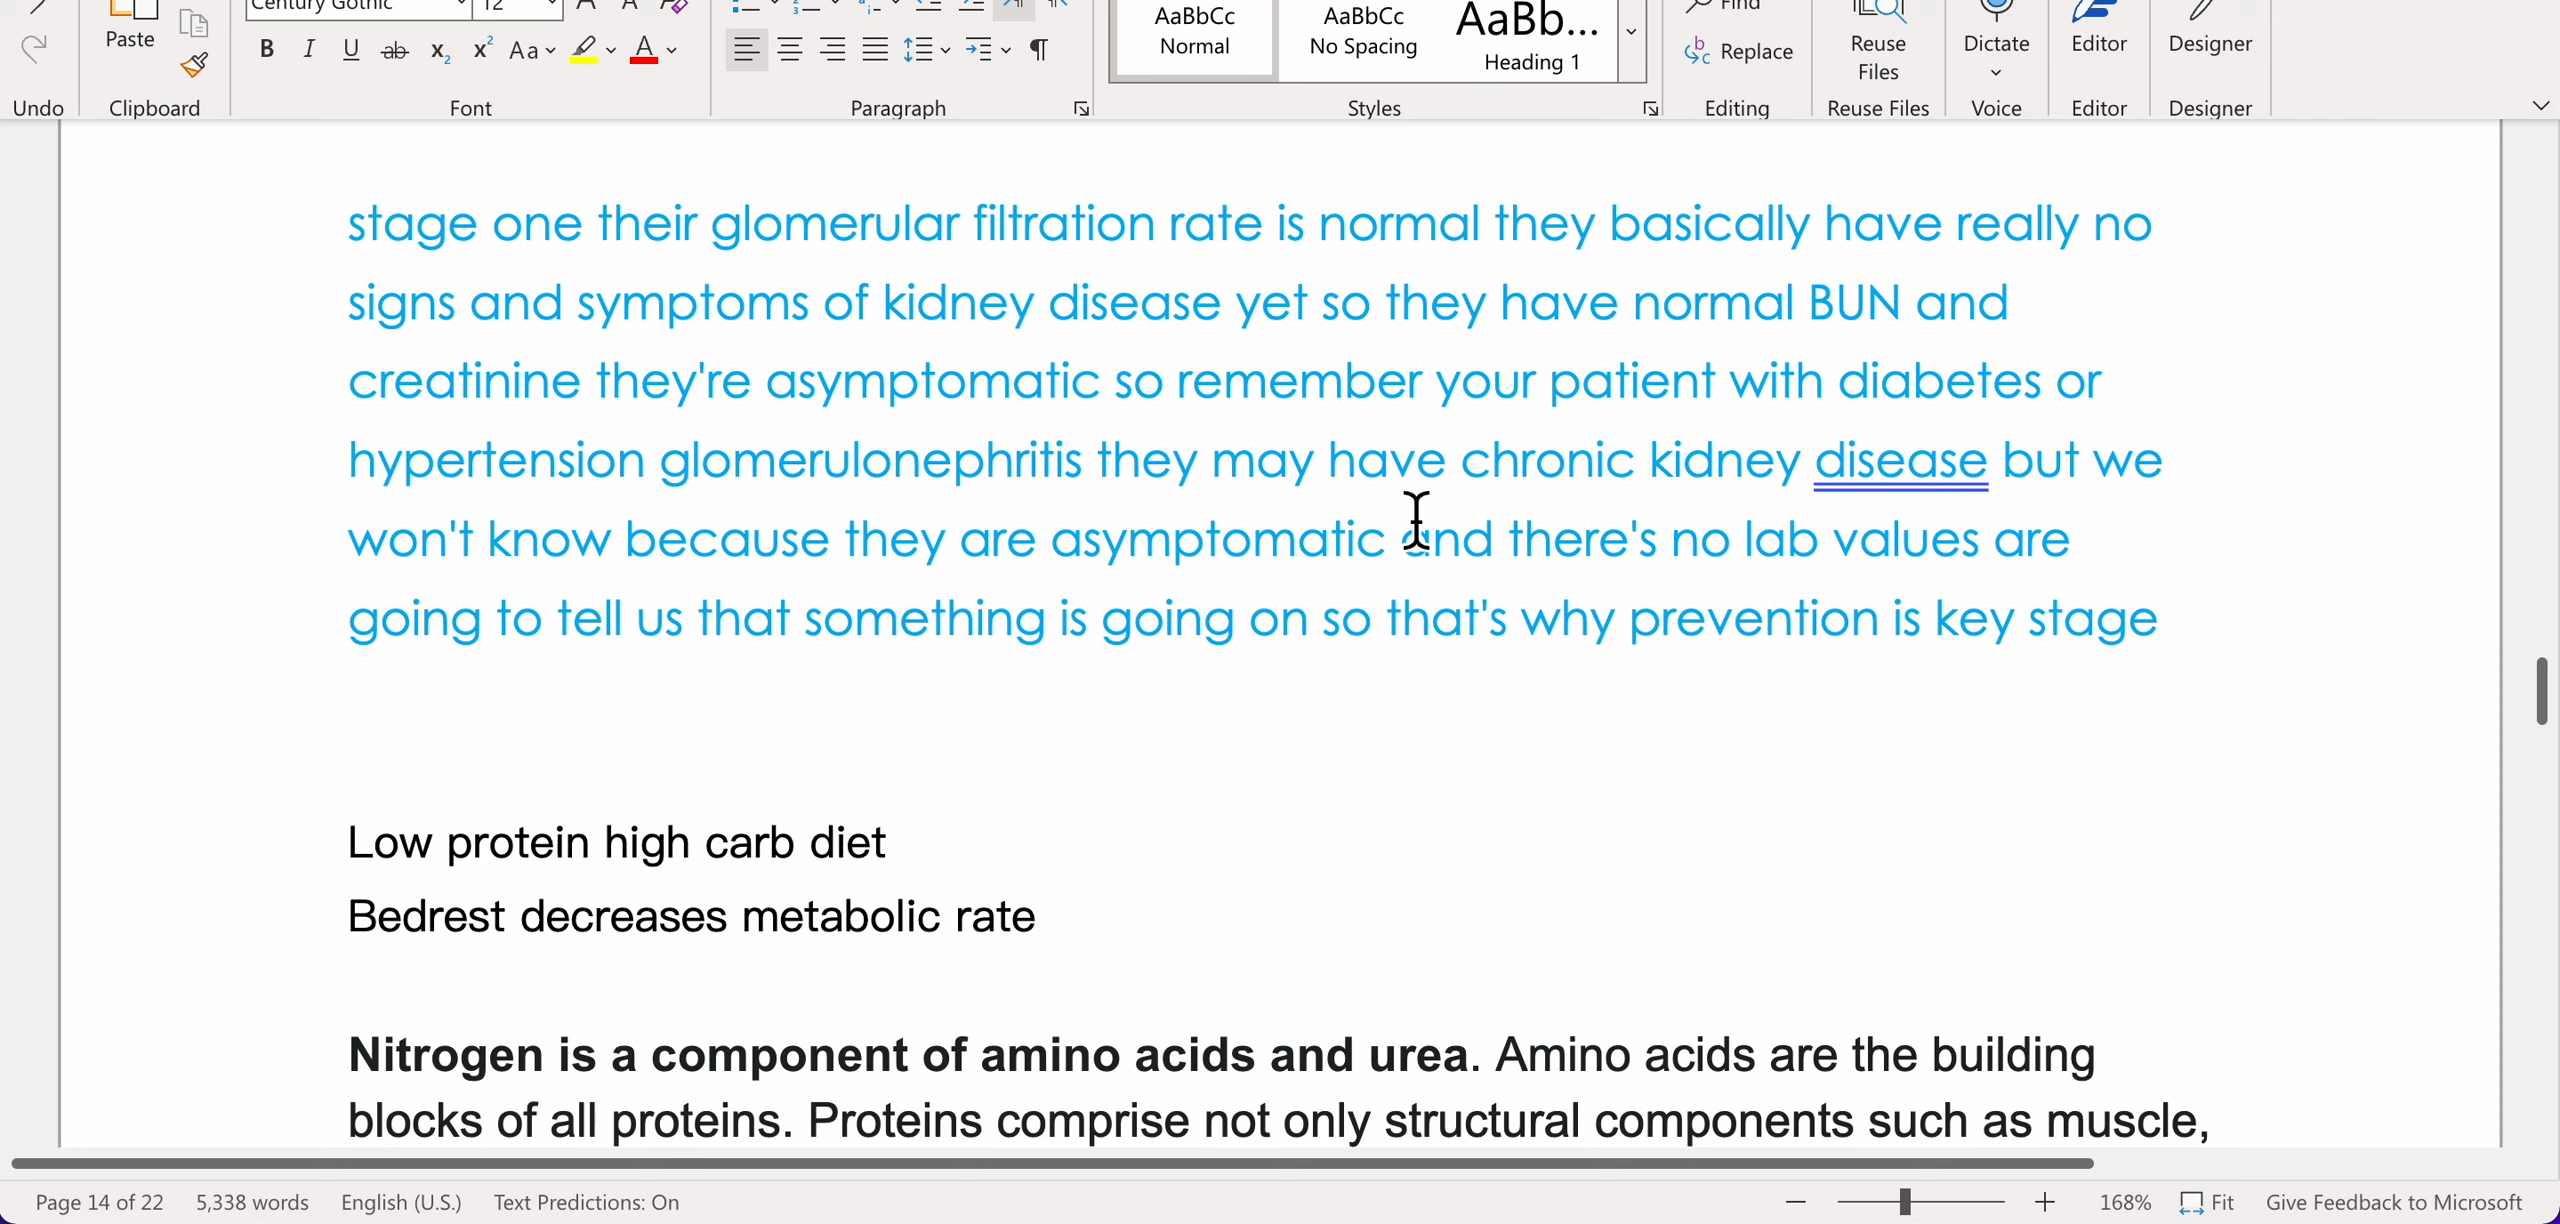 Century Gothic 12
Paste
B I U ab x2 x2 Aa A
AaBbCc AaBbCc AaBb...
Normal No Spacing Heading 1
Find
Replace
Reuse Files Dictate Editor Designer
Undo Clipboard Font Paragraph Styles Editing Reuse Files Voice Editor Designer
stage one their glomerular filtration rate is normal they basically have really no
signs and symptoms of kidney disease yet so they have normal BUN and
creatinine they're asymptomatic so remember your patient with diabetes or
hypertension glomerulonephritis they may have chronic kidney disease but we
won't know because they are asymptomatic and there's no lab values are
going to tell us that something is going on so that's why prevention is key stage
Low protein high carb diet
Bedrest decreases metabolic rate
Nitrogen is a component of amino acids and urea. Amino acids are the building
blocks of all proteins. Proteins comprise not only structural components such as muscle,
Page 14 of 22 5,338 words English (U.S.) Text Predictions: On 168% Fit Give Feedback to Microsoft